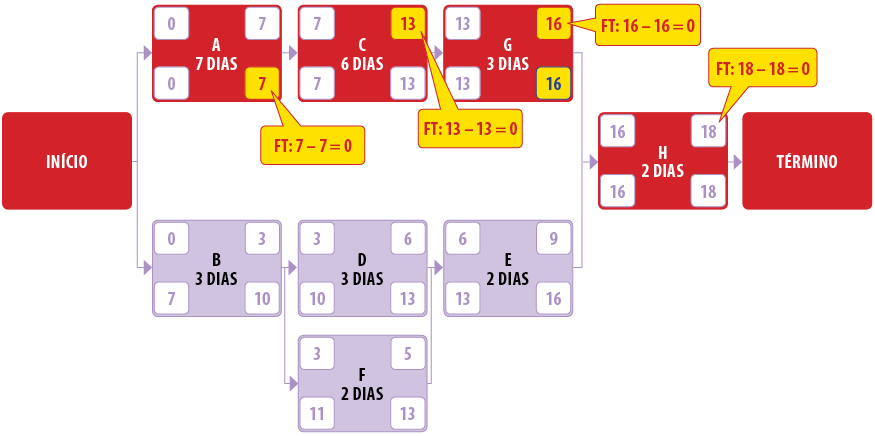 0 7
A
7 DIAS
0 7
7 13
C
6 DIAS
7 13
13 16
G
3 DIAS
13 16
FT: 16 – 16 = 0
FT: 18 – 18 = 0
FT: 7 – 7 = 0
FT: 13 – 13 = 0
INÍCIO
16 18
H
2 DIAS
16 18
TÉRMINO
0 3
B
3 DIAS
7 10
3 6
D
3 DIAS
10 13
6 9
E
2 DIAS
13 16
3 5
F
2 DIAS
11 13